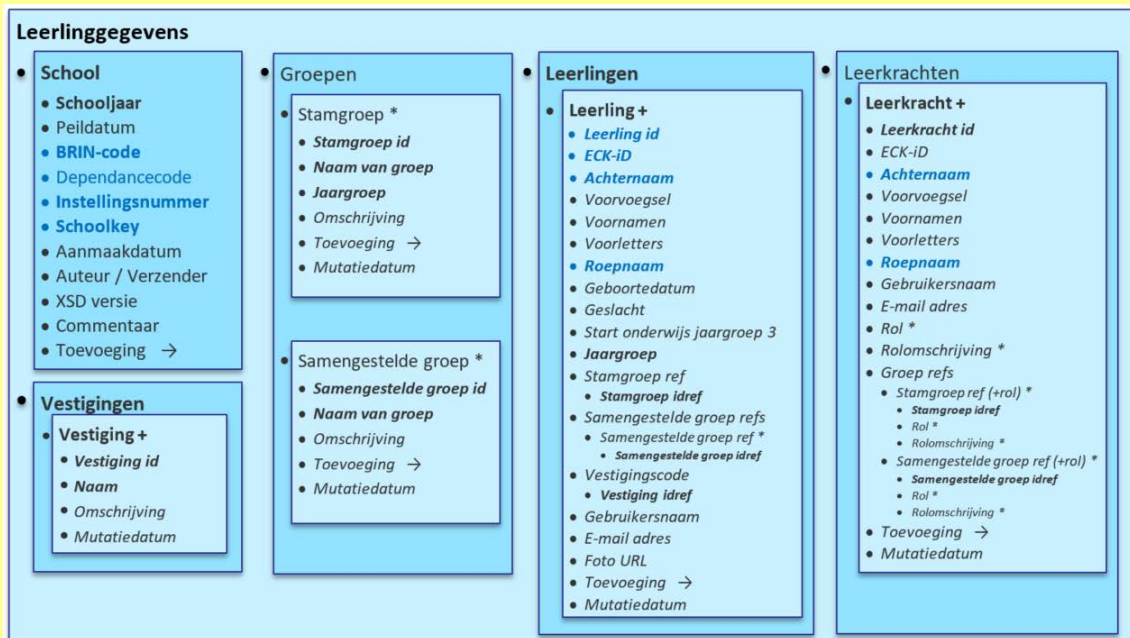 Leerlinggegevens
School
Schooljaar
Peildatum
BRIN-code
Dependancecode
Instellingsnummer
Schoolkey
Aanmaakdatum
Auteur / Verzender
XSD versie
Commentaar
Toevoeging →
Vestigingen
Vestiging +
Vestiging id
Naam
Omschrijving
Mutatiedatum
Groepen
Stamgroep *
Stamgroep id
Naam van groep
Jaargroep
Omschrijving
Toevoeging →
Mutatiedatum
Samengestelde groep *
Samengestelde groep id
Naam van groep
Omschrijving
Toevoeging →
Mutatiedatum
Leerlingen
Leerling +
Leerling id
ECK-iD
Achternaam
Voorvoegsel
Voornamen
Voorletters
Roepnaam
Geboortedatum
Geslacht
Start onderwijs jaargroep 3
Jaargroep
Stamgroep ref
Stamgroep idref
Samengestelde groep refs
Samengestelde groep ref *
Samengestelde groep idref
Vestigingscode
Vestiging idref
Gebruikersnaam
E-mail adres
Foto URL
Toevoeging →
Mutatiedatum
Leerkrachten
Leerkracht +
Leerkracht id
ECK-iD
Achternaam
Voorvoegsel
Voornamen
Voorletters
Roepnaam
Gebruikersnaam
E-mail adres
Rol *
Rolomschrijving *
Groep refs
Stamgroep ref (+rol) *
Stamgroep idref
Rol *
Rolomschrijving *
Samengestelde groep ref (+rol) *
Samengestelde groep idref
Rol *
Rolomschrijving *
Toevoeging →
Mutatiedatum